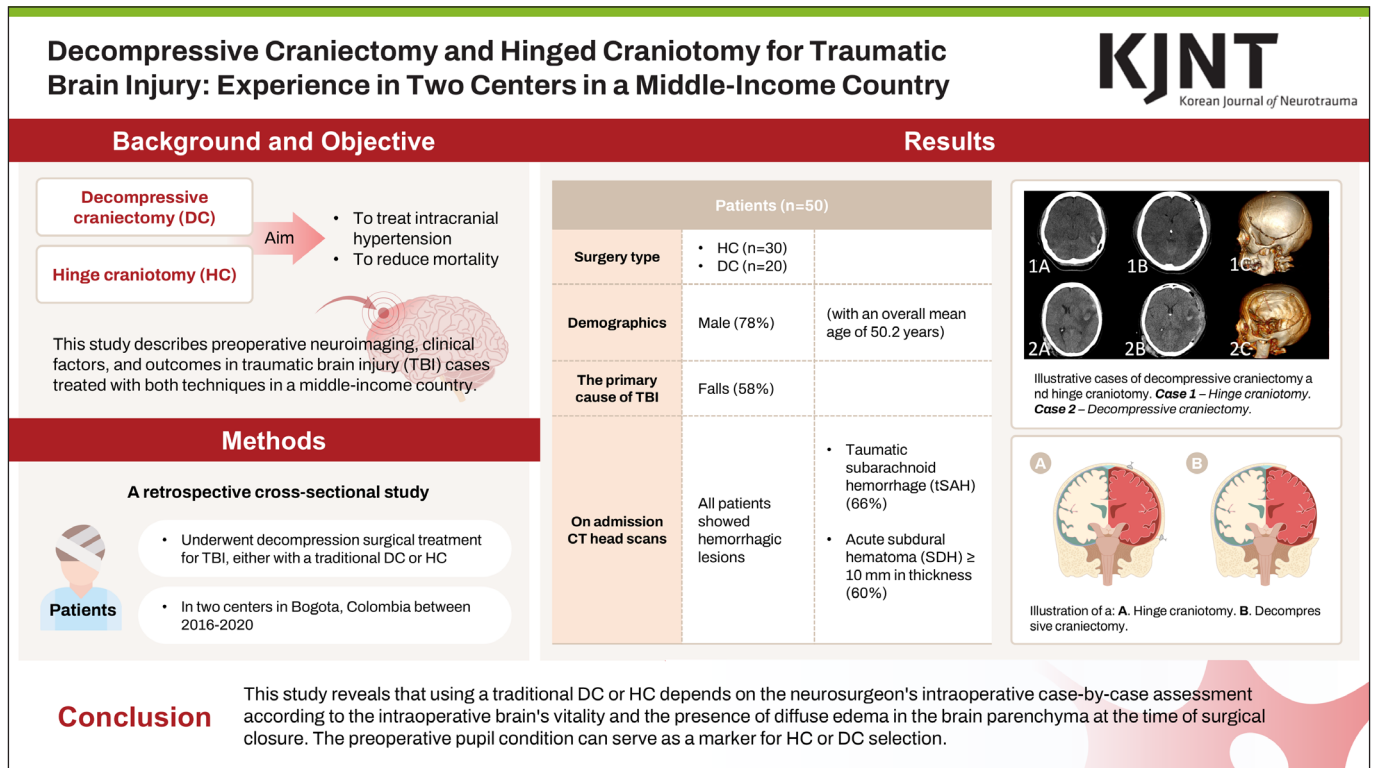 Decompressive Craniectomy and Hinged Craniotomy for Traumatic
Brain Injury: Experience in Two Centers in a Middle-Income Country
KJNT
Korean Journal of Neurotrauma
Background and Objective
Decompressive
craniectomy (DC)
Hinge craniotomy (HC)
Aim
• To treat intracranial
hypertension
• To reduce mortality
This study describes preoperative neuroimaging, clinical
factors, and outcomes in traumatic brain injury (TBI) cases
treated with both techniques in a middle-income country.
Methods
A retrospective cross-sectional study
Patients
• Underwent decompression surgical treatment
for TBI, either with a traditional DC or HC
• In two centers in Bogota, Colombia between
2016-2020
Results
Patients (n=50)
Surgery type
• HC (n=30)
• DC (n=20)
Demographics
Male (78%)
(with an overall mean
age of 50.2 years)
The primary
cause of TBI
Falls (58%)
On admission
CT head scans
All patients
showed
hemorrhagic
lesions
• Taumatic
subarachnoid
hemorrhage (tSAH)
(66%)
• Acute subdural
hematoma (SDH) ≥
10 mm in thickness
(60%)
1A
1B
1C
2A
2B
2C
Illustrative cases of decompressive craniectomy a
nd hinge craniotomy. Case 1 – Hinge craniotomy.
Case 2 – Decompressive craniectomy.
A
B
Illustration of a: A. Hinge craniotomy. B. Decompres
sive craniectomy.
Conclusion
This study reveals that using a traditional DC or HC depends on the neurosurgeon's intraoperative case-by-case assessment
according to the intraoperative brain's vitality and the presence of diffuse edema in the brain parenchyma at the time of surgical
closure. The preoperative pupil condition can serve as a marker for HC or DC selection.